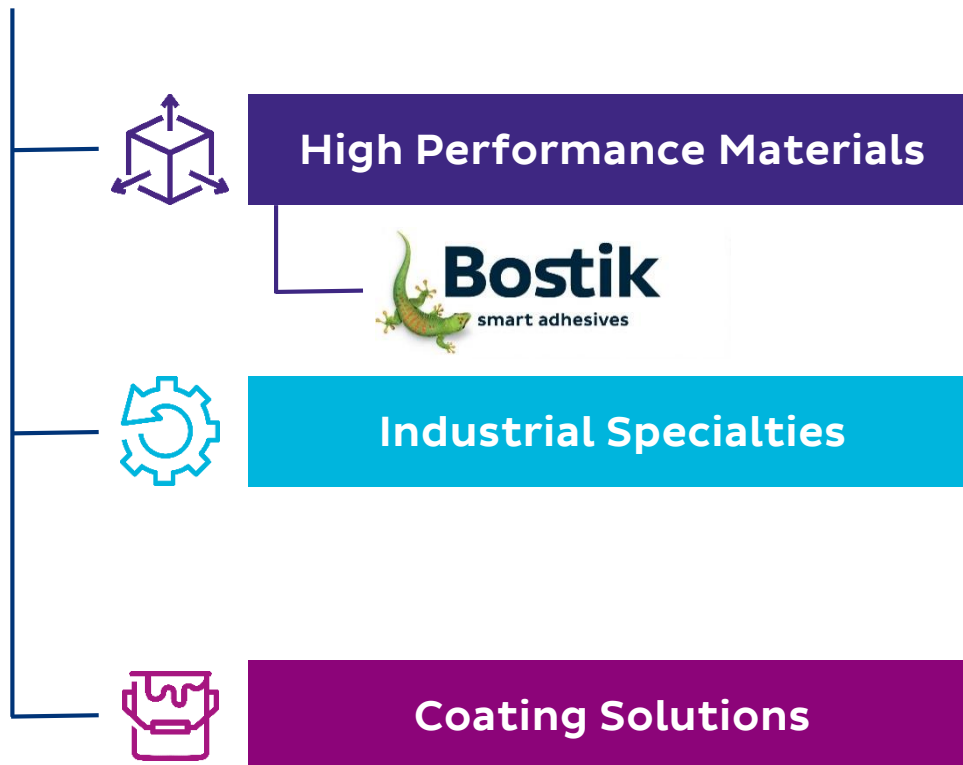 High Performance Materials
Bostik
smart adhesives
Industrial Specialties
Coating Solutions